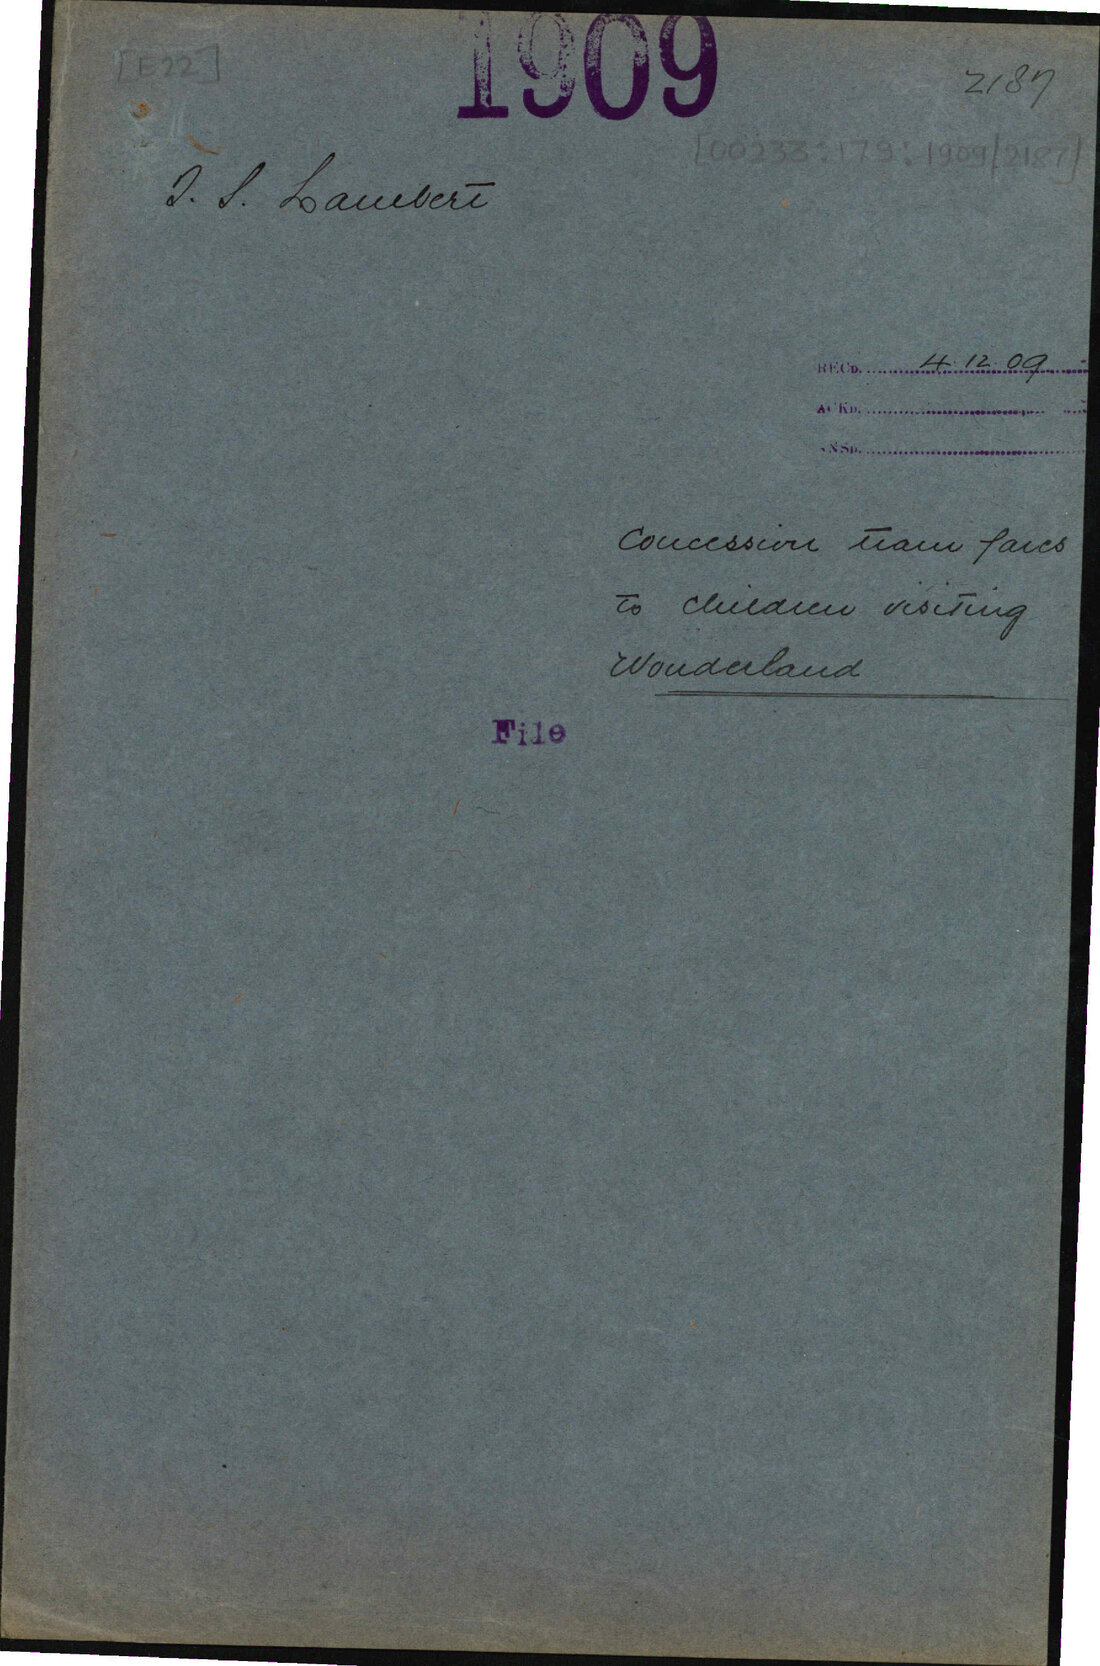 [E22]
1909
2187
[00233:179:1909/2187]
J. S. Lambert
RECD. 4.12.09
ACKD.
ANSD.
Concession tram fares
to children visiting
Wonderland
File